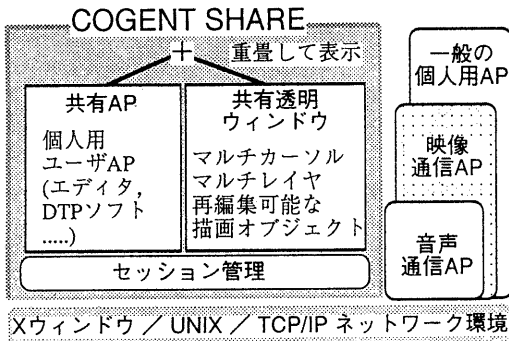 COGENT SHARE
＋ 重畳して表示
共有AP
個人用
ユーザAP
(エディタ,
DTPソフト
.....)
共有透明
ウィンドウ
マルチカーソル
マルチレイヤ
再編集可能な
描画オブジェクト
セッション管理
一般の
個人用AP
映像
通信AP
音声
通信AP
Xウィンドウ ／ UNIX ／ TCP/IP ネットワーク環境